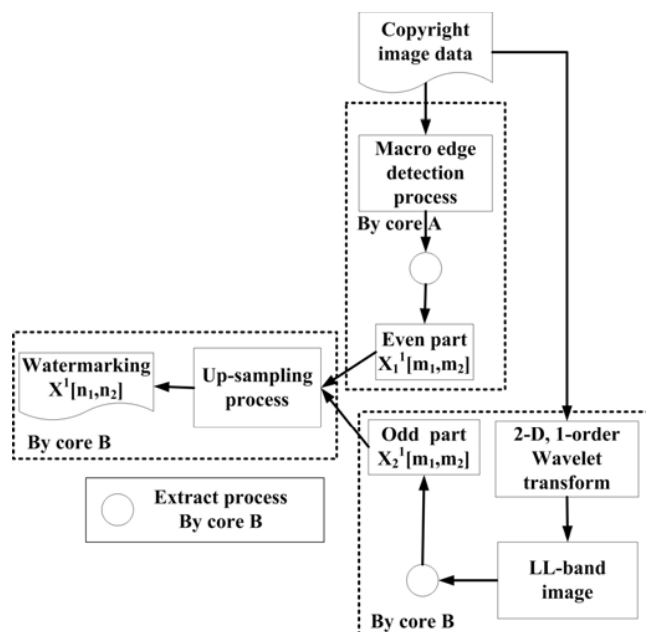 Copyright
image data
Macro edge
detection
process
By core A
Even part
X₁¹[m₁,m₂]
Watermarking
X¹[n₁,n₂]
Up-sampling
process
By core B
Odd part
X₂¹[m₁,m₂]
2-D, 1-order
Wavelet
transform
Extract process
By core B
LL-band
image
By core B